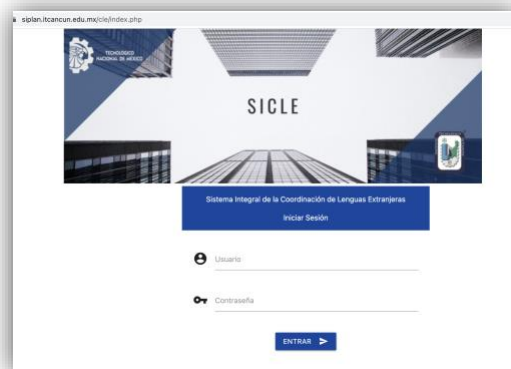 siplan.itcancun.edu.mx/cle/index.php
TECNOLÓGICO
NACIONAL DE MÉXICO
SICLE
Sistema Integral de la Coordinación de Lenguas Extranjeras
Iniciar Sesión
Usuario
Contraseña
ENTRAR